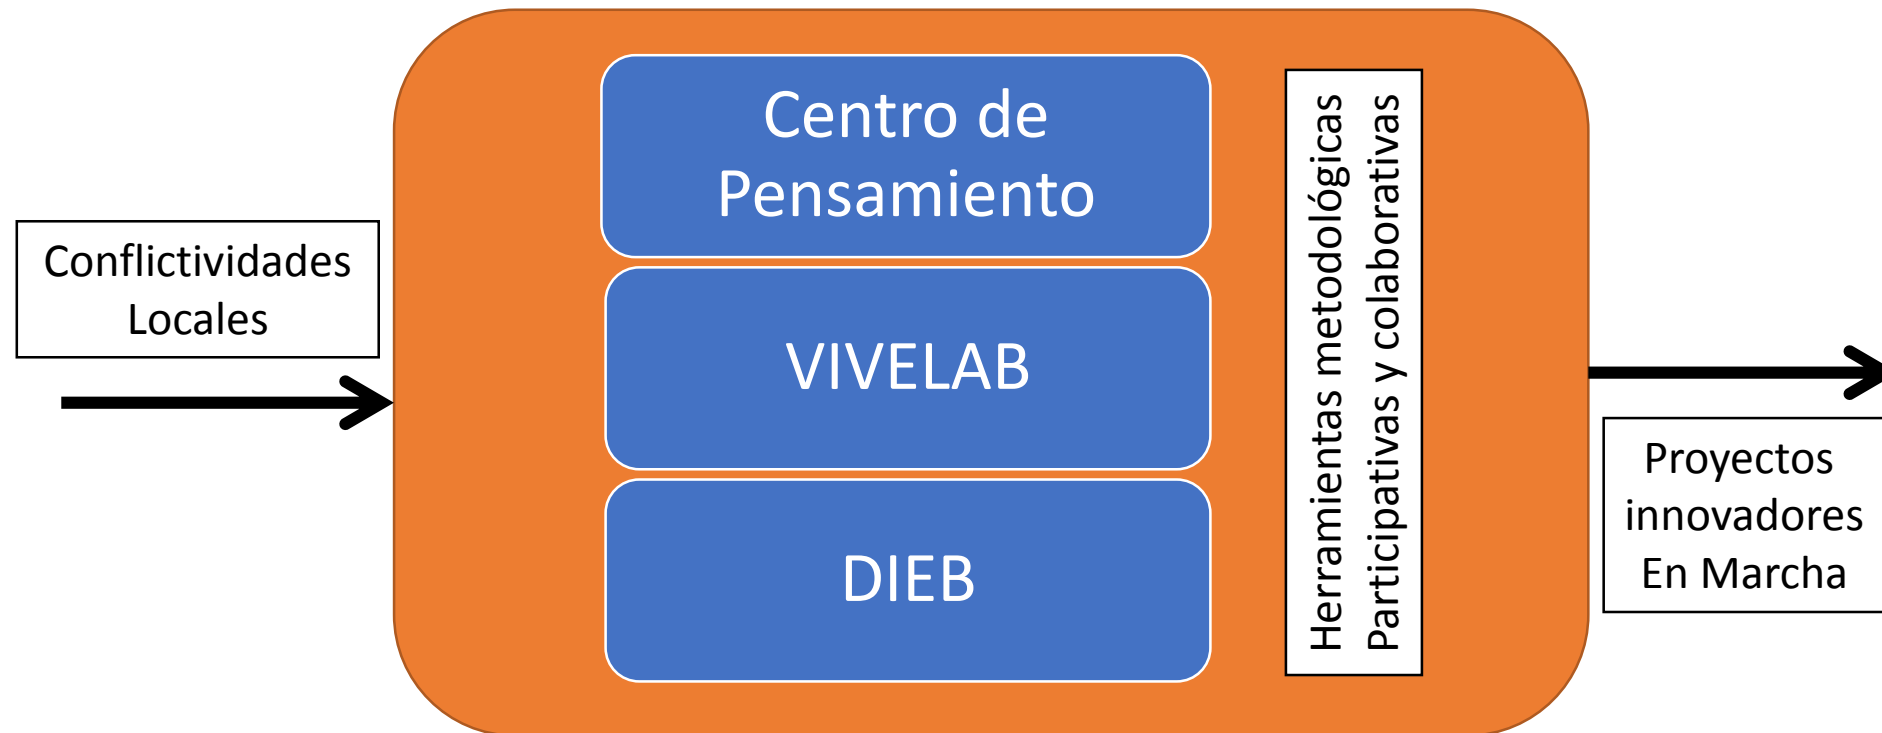 Conflictividades
Locales
Centro de
Pensamiento
VIVELAB
DIEB
Herramientas metodológicas
Participativas y colaborativas
Proyectos
innovadores
En Marcha